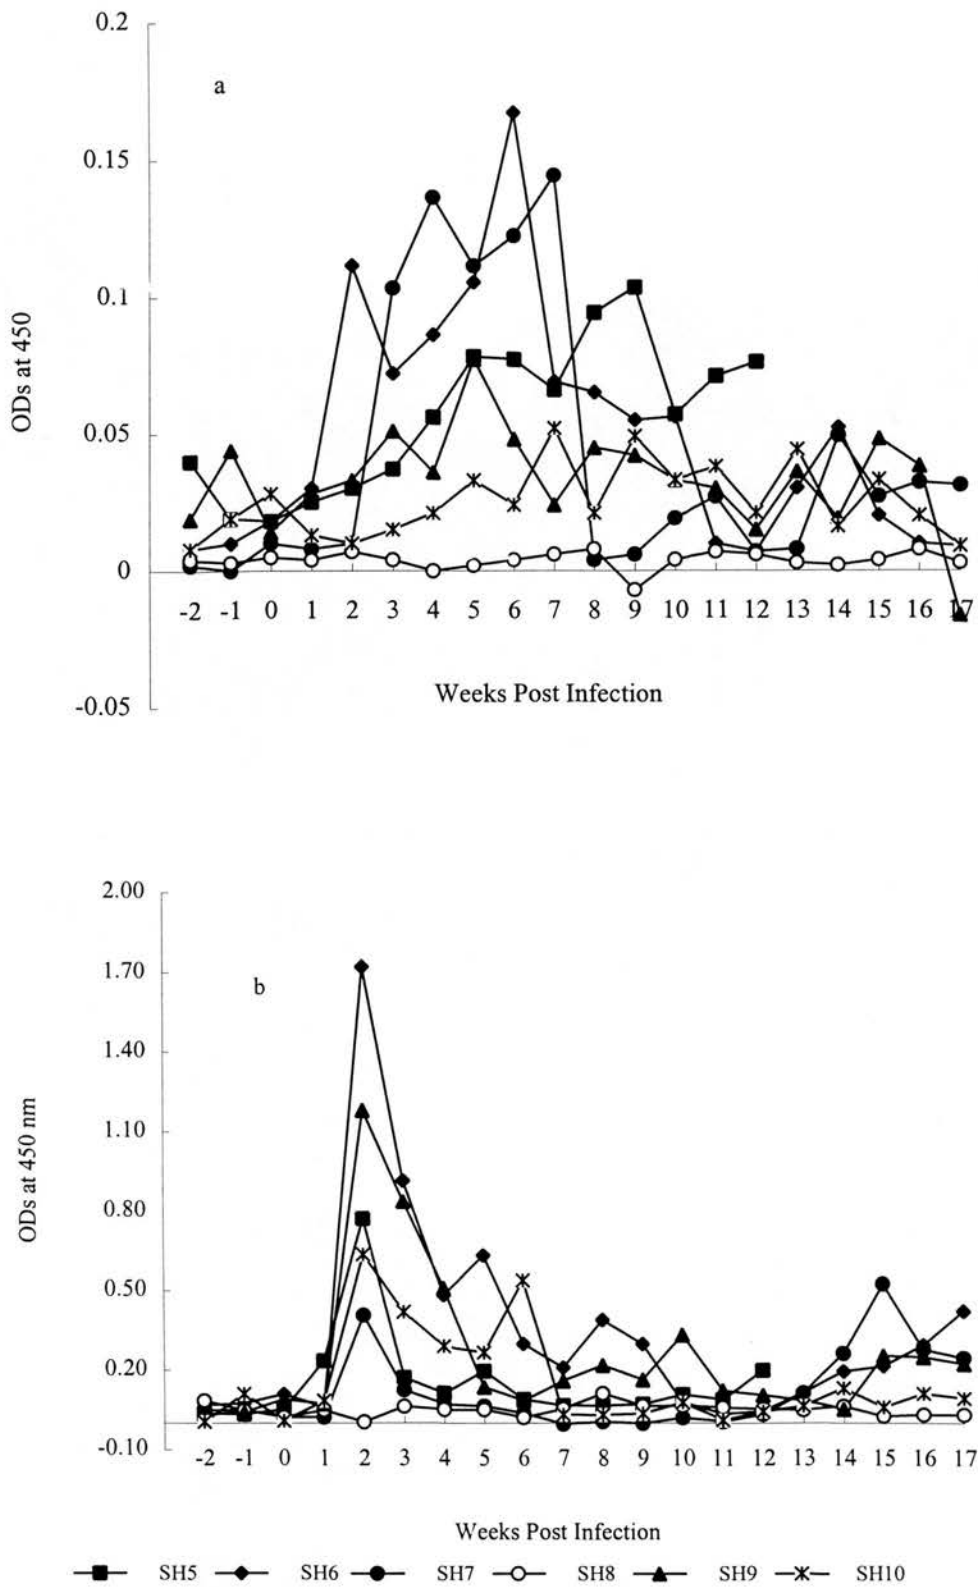 0.2
a
0.15
0.1
ODs at 450
0.05
0
-2 -1 0 1 2 3 4 5 6 7 8 9 10 11 12 13 14 15 16 17
Weeks Post Infection
-0.05
2.00
1.70
b
1.40
1.10
ODs at 450 nm
0.80
0.50
0.20
-0.10
-2 -1 0 1 2 3 4 5 6 7 8 9 10 11 12 13 14 15 16 17
Weeks Post Infection
SH5 SH6 SH7 SH8 SH9 SH10